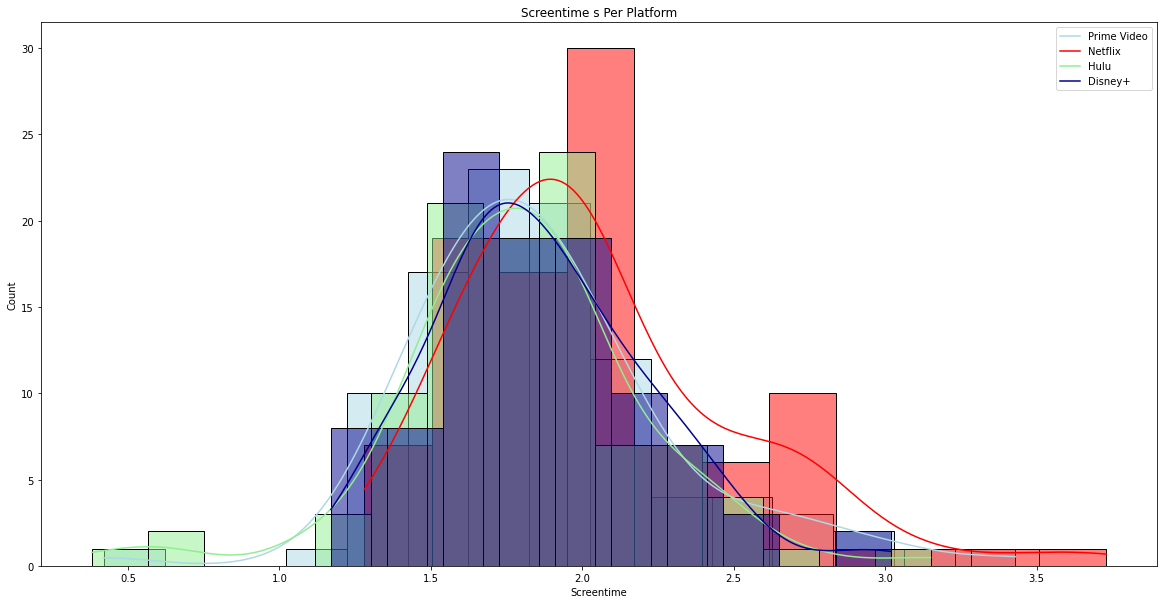 Screentime s Per Platform
Prime Video
Netflix
Hulu
Disney+
Count
30
25
20
15
10
5
0
0.5 1.0 1.5 2.0 2.5 3.0 3.5
Screentime